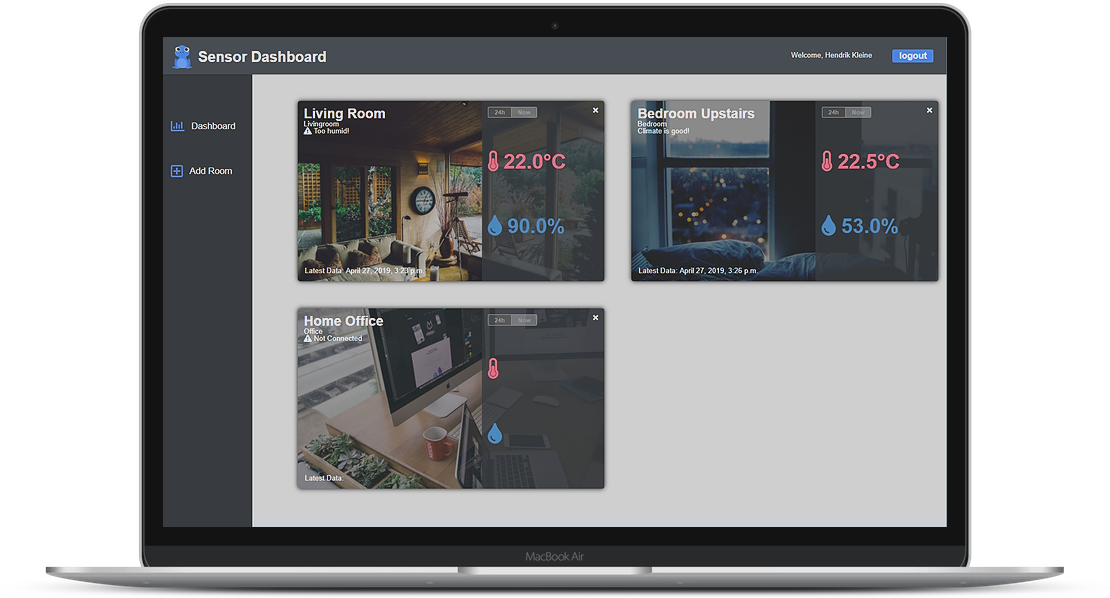 Sensor Dashboard
Welcome, Hendrik Kleine
logout
Dashboard
Add Room
Living Room
Livingroom
Too humid!
24h Now
×
22.0°C
90.0%
Latest Data: April 27, 2019, 3:23 p.m.
Bedroom Upstairs
Bedroom
Climate is good!
24h Now
×
22.5°C
53.0%
Latest Data: April 27, 2019, 3:26 p.m.
Home Office
Office
Not Connected
24h Now
×
Latest Data:
MacBook Air